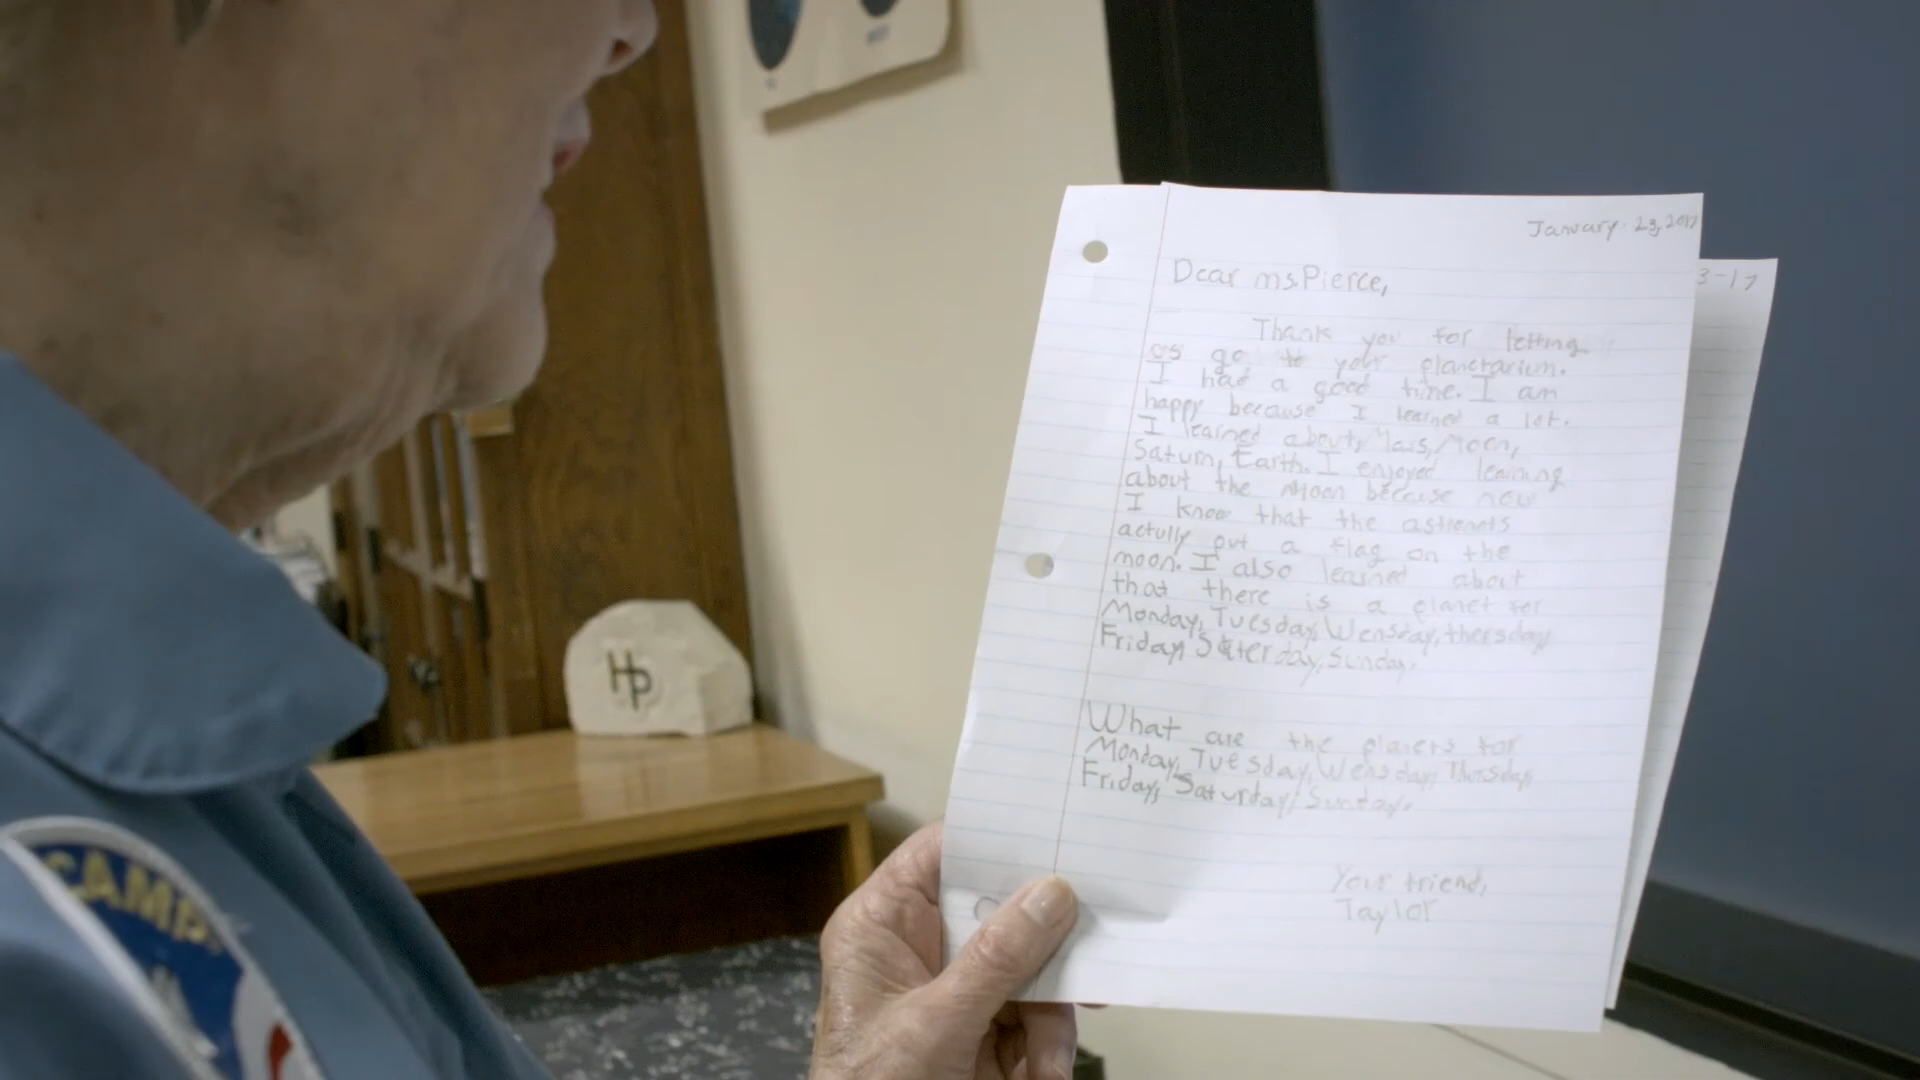 January 23, 2017
3-17
Dear ms. Pierce,
Thank you for letting
us go to your planetarium.
I had a good time. I am
happy because I learned a lot.
I learned about, Mars, Moon,
Saturn, Earth. I enjoyed learning
about the Moon because now
I know that the astronots
actully put a flag on the
moon. I also learned about
that there is a planet for
Monday, Tuesday, Wensday, thersday
Friday, Saterday, Sunday.
What are the planets for
Monday, Tuesday, Wensday, Thursday,
Friday, Saturday, Sunday.
Your friend,
Taylor
HP
CAMP